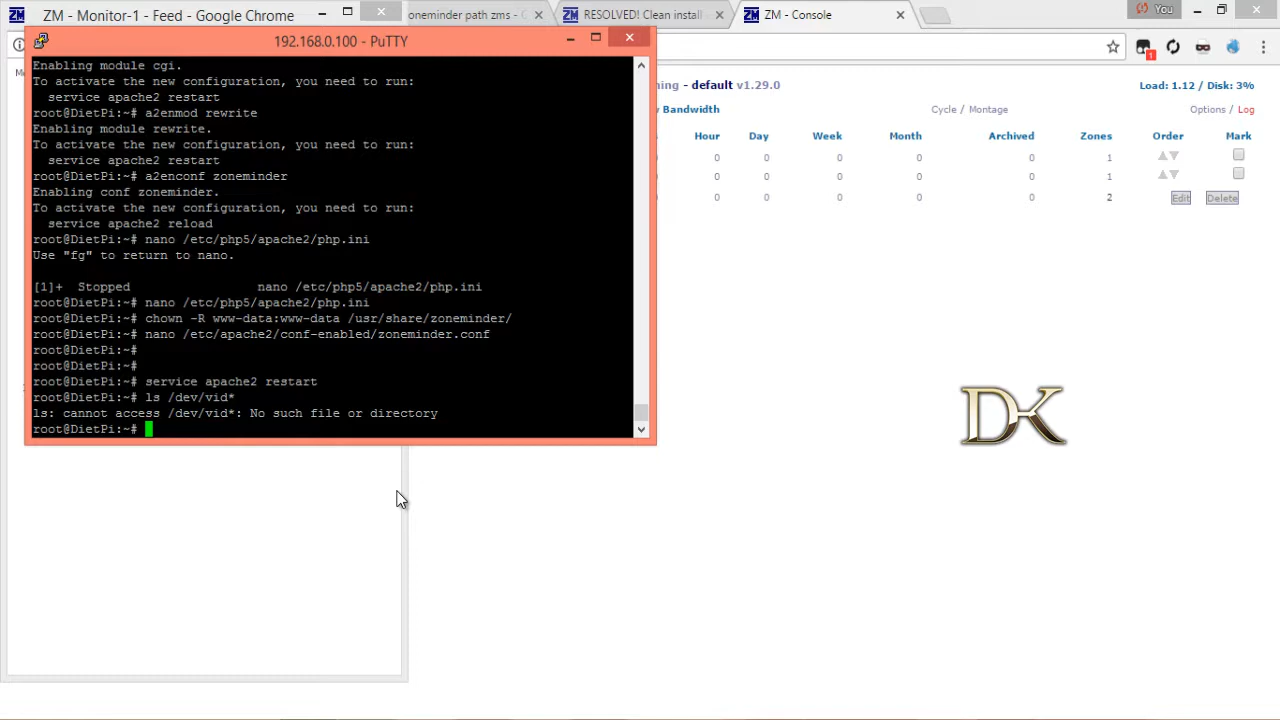 ZM - Monitor-1 - Feed - Google Chrome
oneminder path zms - G
RESOLVED! Clean install
ZM - Console
You
192.168.0.100 - PuTTY
1
Enabling module cgi.
To activate the new configuration, you need to run:
  service apache2 restart
root@DietPi:~# a2enmod rewrite
Enabling module rewrite.
To activate the new configuration, you need to run:
  service apache2 restart
root@DietPi:~# a2enconf zoneminder
Enabling conf zoneminder.
To activate the new configuration, you need to run:
  service apache2 reload
root@DietPi:~# nano /etc/php5/apache2/php.ini
Use "fg" to return to nano.
[1]+  Stopped                 nano /etc/php5/apache2/php.ini
root@DietPi:~# nano /etc/php5/apache2/php.ini
root@DietPi:~# chown -R www-data:www-data /usr/share/zoneminder/
root@DietPi:~# nano /etc/apache2/conf-enabled/zoneminder.conf
root@DietPi:~#
root@DietPi:~#
root@DietPi:~# service apache2 restart
root@DietPi:~# ls /dev/vid*
ls: cannot access /dev/vid*: No such file or directory
root@DietPi:~#
ning - default v1.29.0
Load: 1.12 / Disk: 3%
Bandwidth
Cycle / Montage
Options / Log
Hour Day Week Month Archived Zones Order Mark
0 0 0 0 0 1
0 0 0 0 0 1
0 0 0 0 0 2 Edit Delete
DK